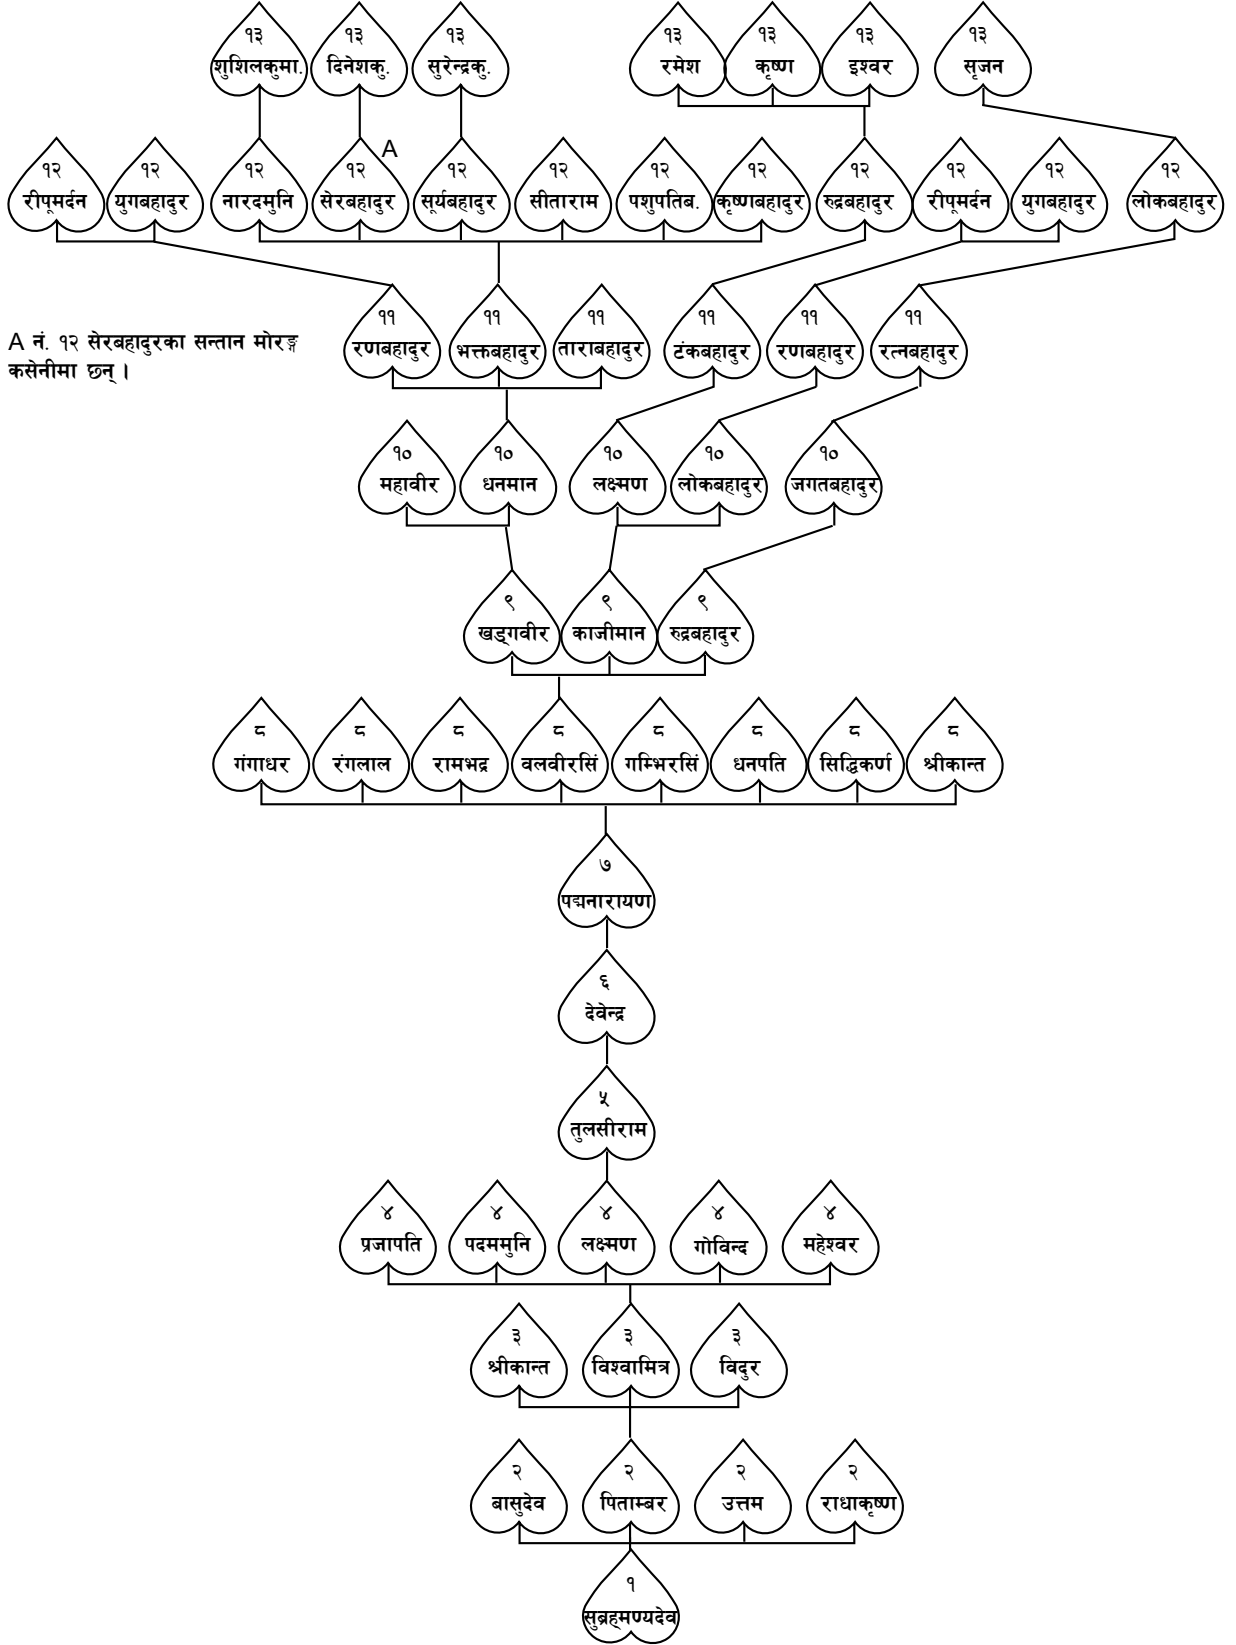 १३ १३ १३ १३ १३ १३ १३
शुशिलकुमा. दिनेशकु. सुरेन्द्रकु. रमेश कृष्ण इश्वर सृजन
A
१२ १२ १२ १२ १२ १२ १२ १२ १२ १२ १२ १२
रीपूमर्दन युगबहादुर नारदमुनि सेरबहादुर सूर्यबहादुर सीताराम पशुपतिब. कृष्णबहादुर रुद्रबहादुर रीपूमर्दन युगबहादुर लोकबहादुर
११ ११ ११ ११ ११ ११
रणबहादुर भक्तबहादुर ताराबहादुर टंकबहादुर रणबहादुर रत्नबहादुर
A नं. १२ सेरबहादुरका सन्तान मोरङ्ग
कसेनीमा छन् ।
१० १० १० १० १०
महावीर धनमान लक्ष्मण लोकबहादुर जगतबहादुर
९ ९ ९
खड्गवीर काजीमान रुद्रबहादुर
८ ८ ८ ८ ८ ८ ८ ८
गंगाधर रंगलाल रामभद्र वलवीरसिं गम्भिरसिं धनपति सिद्धिकर्ण श्रीकान्त
७
पद्मनारायण
६
देवेन्द्र
५
तुलसीराम
४ ४ ४ ४ ४
प्रजापति पदममुनि लक्ष्मण गोविन्द महेश्वर
३ ३ ३
श्रीकान्त विश्वामित्र विदुर
२ २ २ २
बासुदेव पिताम्बर उत्तम राधाकृष्ण
१
सुब्रह्मण्यदेव